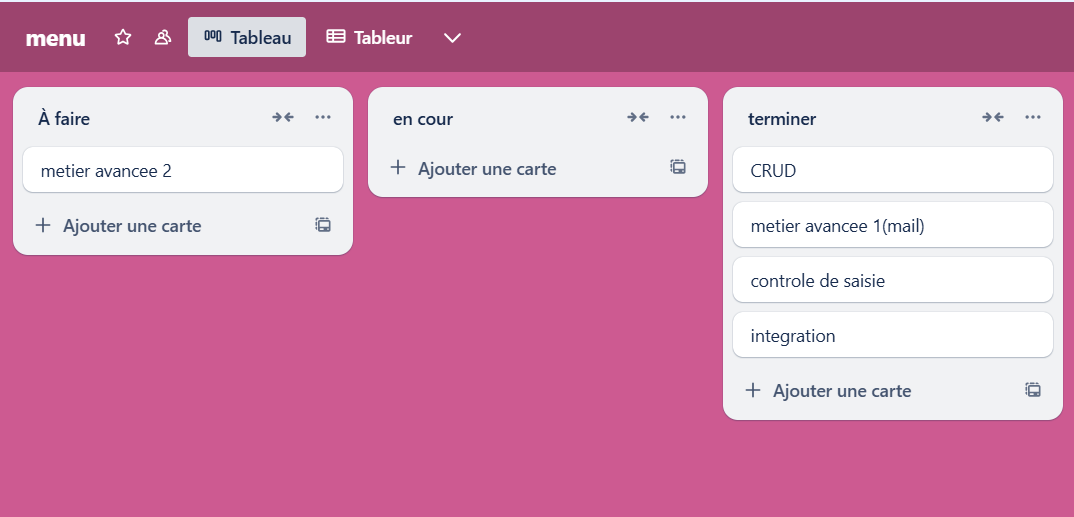 menu
Tableau
Tableur
À faire
metier avancee 2
Ajouter une carte
en cour
Ajouter une carte
terminer
CRUD
metier avancee 1(mail)
controle de saisie
integration
Ajouter une carte